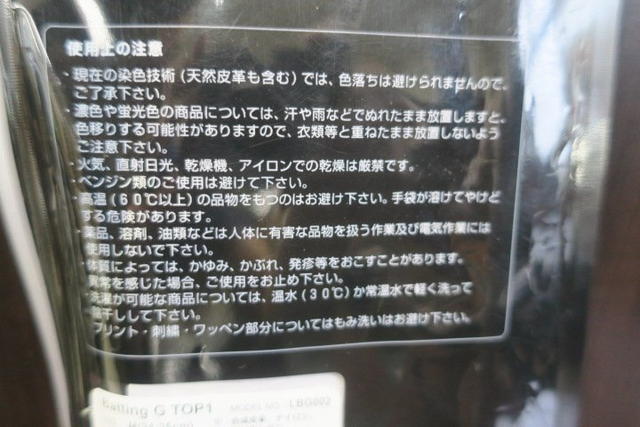 使用上の注意
・現在の染色技術(天然皮革も含む)では、色落ちは避けられませんので、
ご了承下さい。
・濃色や蛍光色の商品については、汗や雨などでぬれたまま放置しますと、
色移りする可能性がありますので、衣類等と重ねたまま放置しないよう
ご注意下さい。
・火気、直射日光、乾燥機、アイロンでの乾燥は厳禁です。
・ベンジン類のご使用は避けて下さい。
・高温(60℃以上)の品物をもつのはお避け下さい。手袋が溶けてやけど
する危険があります。
・薬品、溶剤、油類などは人体に有害な品物を扱う作業及び電気作業には
使用しないで下さい。
・体質によっては、かゆみ、かぶれ、発疹等をおこすことがあります。
異常を感じた場合、ご使用をお止め下さい。
・洗濯が可能な商品については、温水(30℃)か常温水で軽く洗って
陰干しして下さい。
プリント・刺繍・ワッペン部分についてはもみ洗いはお避け下さい。
Batting G TOP1 MODEL NO. LBG002